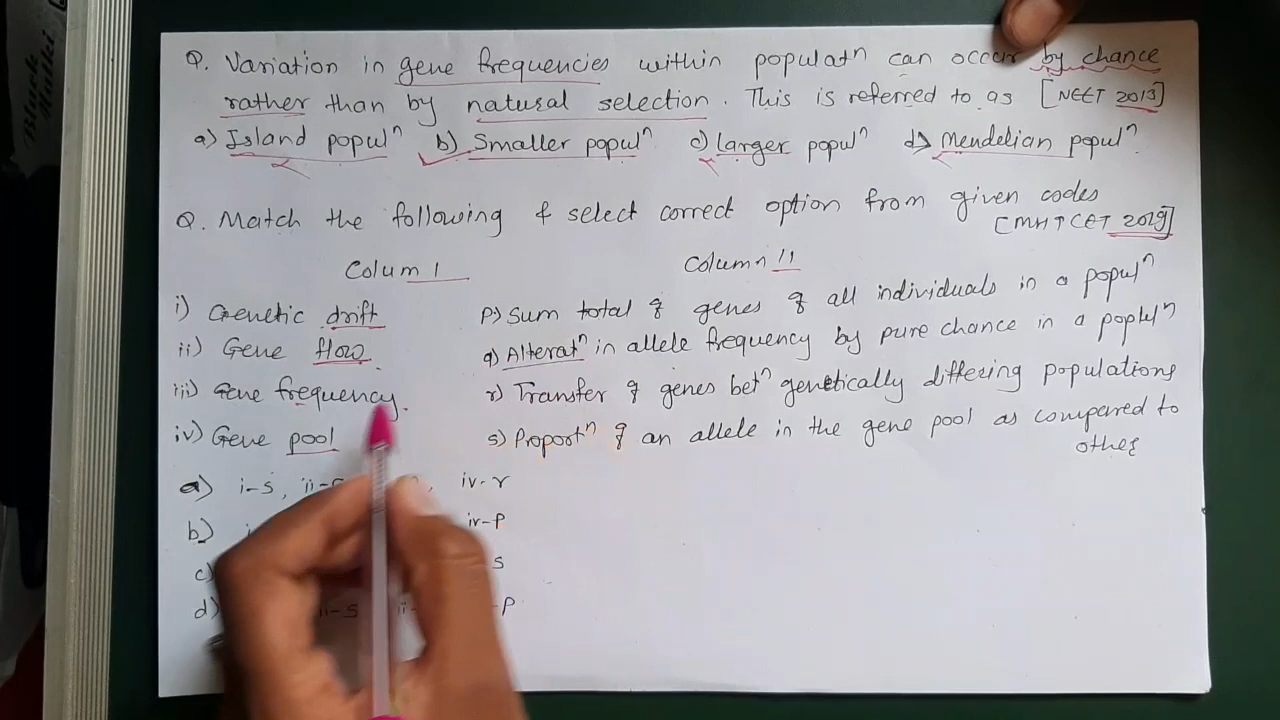 Q. Variation in gene frequencies within populatⁿ can occur by chance
rather than by natural selection. This is referred to as [NEET 2013]
a) Island populⁿ b) Smaller populⁿ c) larger populⁿ d) Mendelian populⁿ.
Q. Match the following & select correct option from given codes
[MHT CET 2019]
Colum I Column II
i) Genetic drift p) Sum total of genes of all individuals in a populⁿ
ii) Gene flow q) Alteratⁿ in allele frequency by pure chance in a poplⁿ
iii) Gene frequency. r) Transfer of genes betⁿ genetically differing populations
iv) Gene pool s) Proportⁿ of an allele in the gene pool as compared to
other
a) i-s, iv-r
b) iv-p
c) s
d) ii-s p
Black